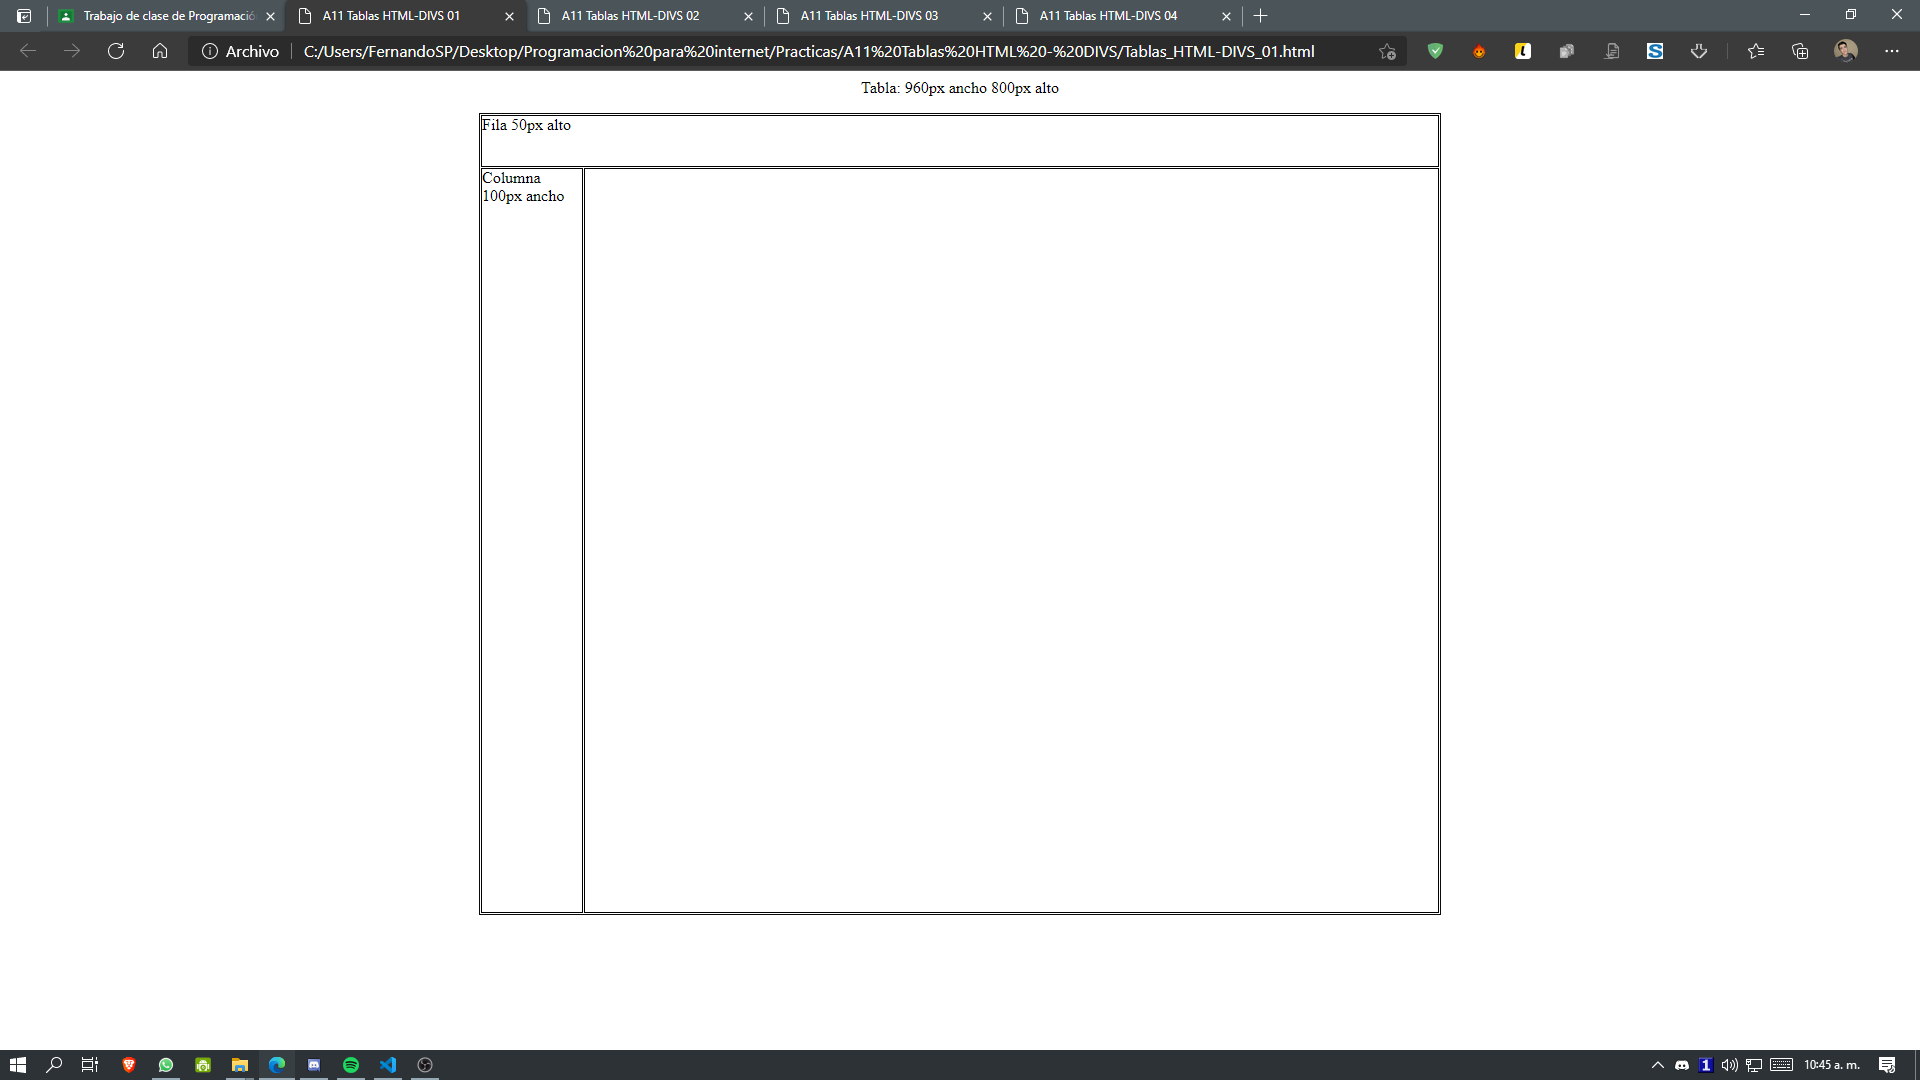 Trabajo de clase de Programació
A11 Tablas HTML-DIVS 01
A11 Tablas HTML-DIVS 02
A11 Tablas HTML-DIVS 03
A11 Tablas HTML-DIVS 04
Archivo
C:/Users/FernandoSP/Desktop/Programacion%20para%20internet/Practicas/A11%20Tablas%20HTML%20-%20DIVS/Tablas_HTML-DIVS_01.html
Tabla: 960px ancho 800px alto
Fila 50px alto
Columna
100px ancho
1
10:45 a. m.